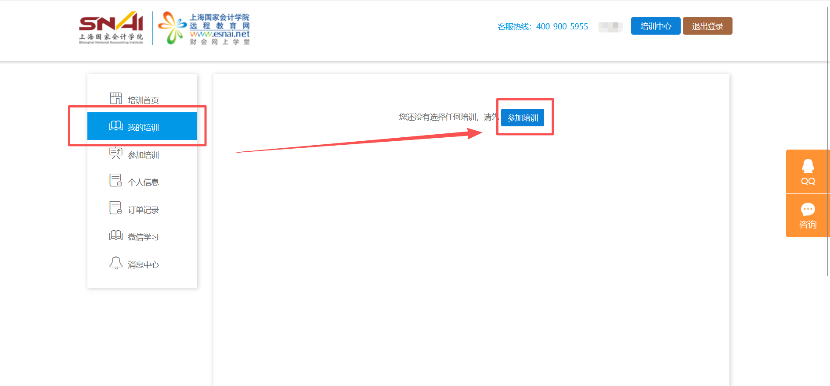 SNAI
上海国家会计学院
Shanghai National Accounting Institute
上海国家会计学院
远程教育网
www.esnai.net
财会网上学堂
客服热线：400-900-5955
培训中心
退出登录
培训首页
我的培训
参加培训
个人信息
订单记录
微信学习
消息中心
您还没有选择任何培训，请先
参加培训
QQ
咨询